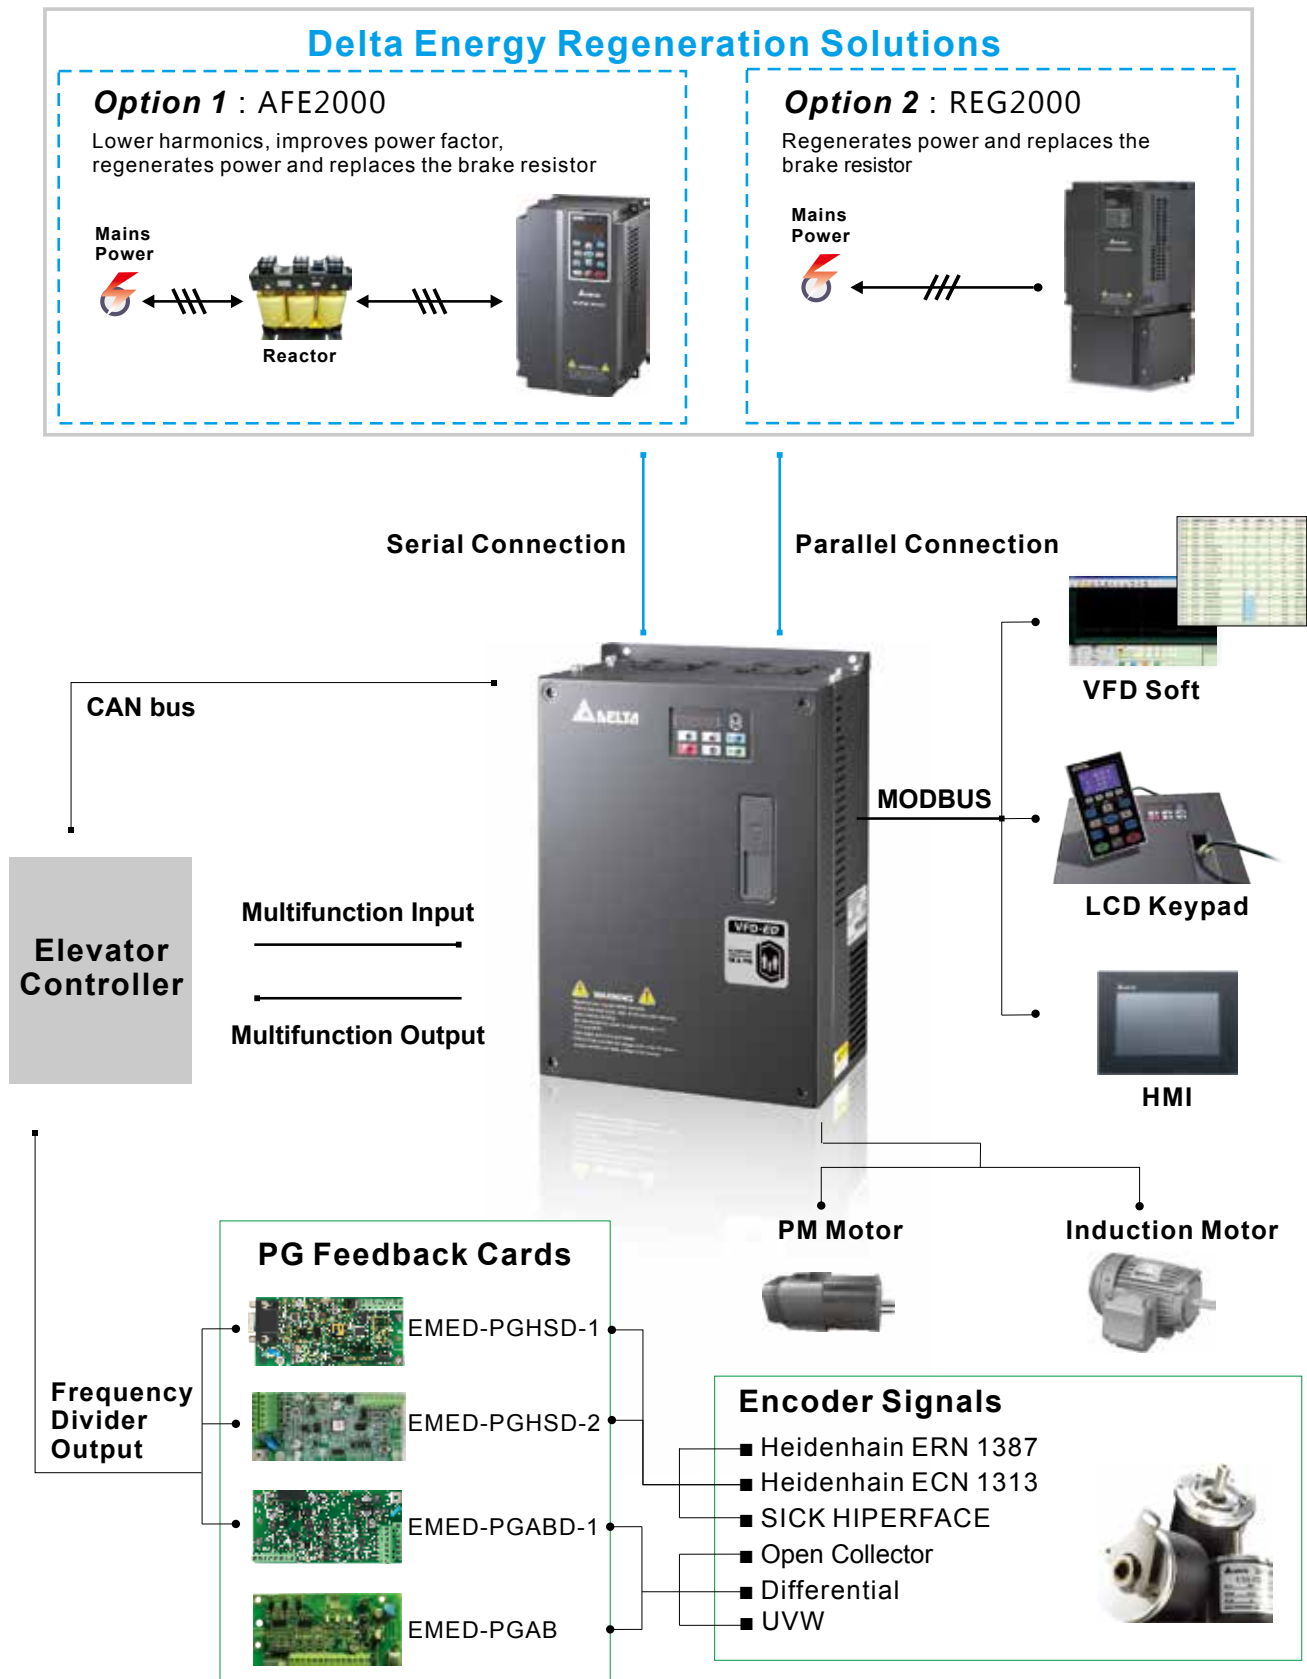 Delta Energy Regeneration Solutions
Option 1 : AFE2000
Lower harmonics, improves power factor,
regenerates power and replaces the brake resistor
Mains
Power
Reactor
Option 2 : REG2000
Regenerates power and replaces the
brake resistor
Mains
Power
Serial Connection
Parallel Connection
CAN bus
DELTA
VFD Soft
MODBUS
LCD Keypad
Elevator
Controller
Multifunction Input
Multifunction Output
VFD-ED
WARNING
HMI
PM Motor
Induction Motor
PG Feedback Cards
EMED-PGHSD-1
EMED-PGHSD-2
EMED-PGABD-1
EMED-PGAB
Frequency
Divider
Output
Encoder Signals
Heidenhain ERN 1387
Heidenhain ECN 1313
SICK HIPERFACE
Open Collector
Differential
UVW